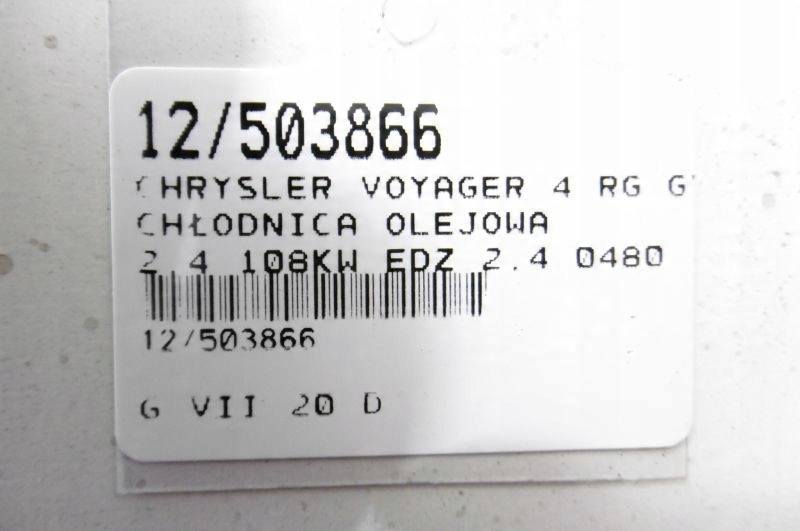 12/503866
CHRYSLER VOYAGER 4 RG G
CHŁODNICA OLEJOWA
2.4 108KW EDZ 2.4 0480
12/503866
G VII 20 D